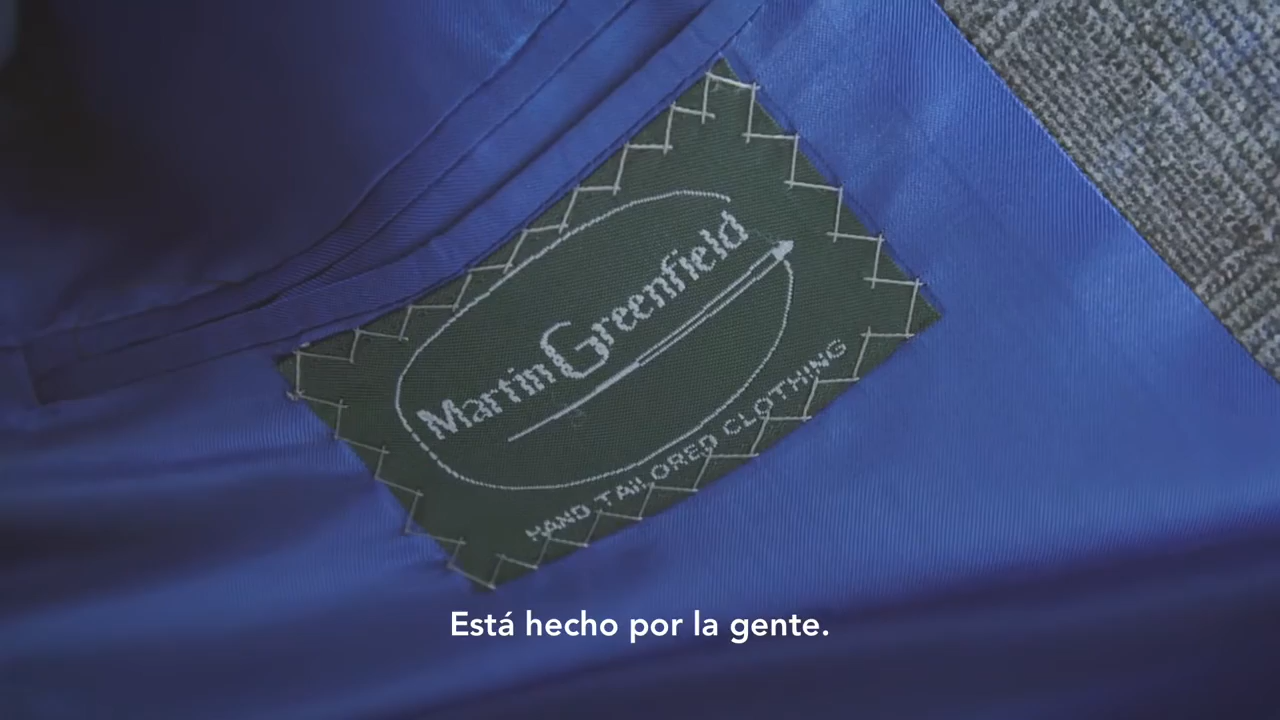 Martin Greenfield
HAND TAILORED CLOTHING
Está hecho por la gente.